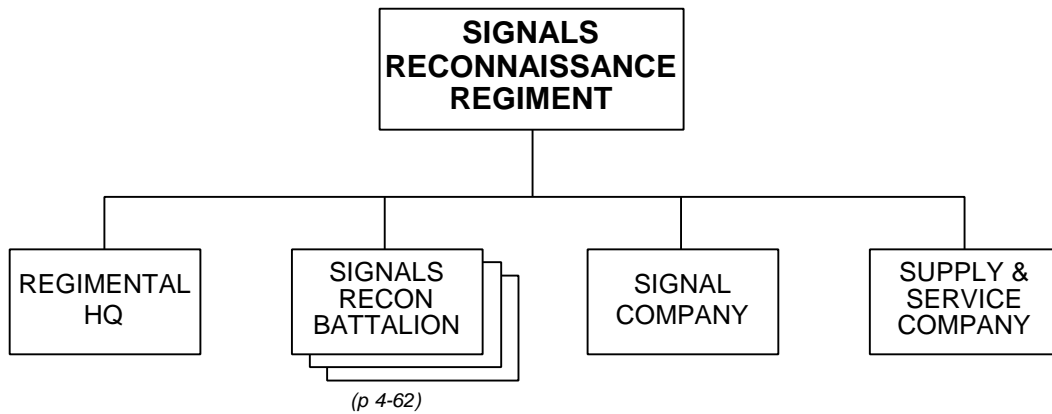 SIGNALS
RECONNAISSANCE
REGIMENT
REGIMENTAL
HQ
SIGNALS
RECON
BATTALION
SIGNAL
COMPANY
SUPPLY &
SERVICE
COMPANY
(p 4-62)